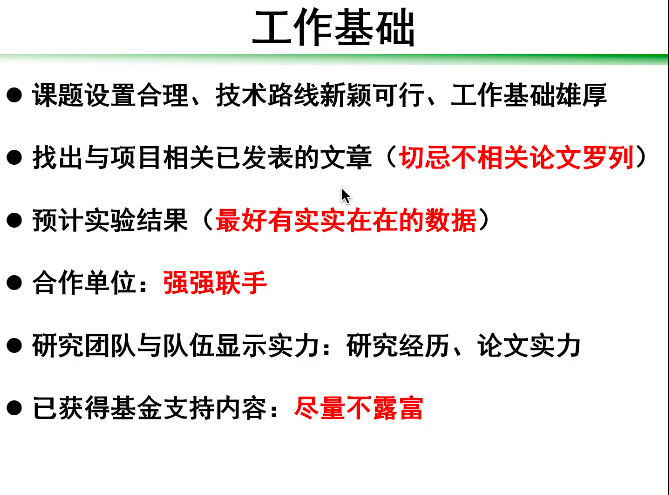 工作基础
● 课题设置合理、技术路线新颖可行、工作基础雄厚
● 找出与项目相关已发表的文章（切忌不相关论文罗列）
● 预计实验结果（最好有实实在在的数据）
● 合作单位：强强联手
● 研究团队与队伍显示实力：研究经历、论文实力
● 已获得基金支持内容：尽量不露富